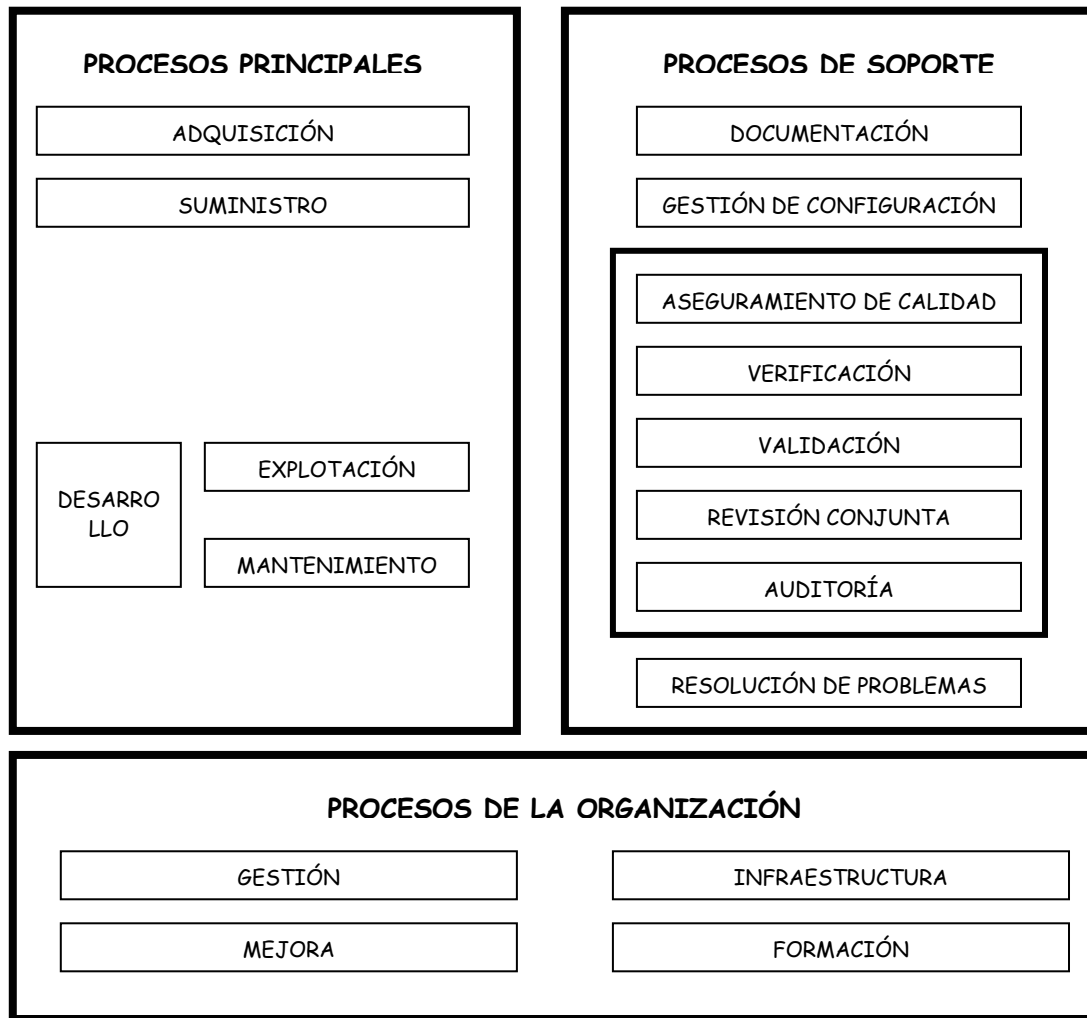 PROCESOS PRINCIPALES
ADQUISICIÓN
SUMINISTRO
DESARRO
LLO
EXPLOTACIÓN
MANTENIMIENTO
PROCESOS DE SOPORTE
DOCUMENTACIÓN
GESTIÓN DE CONFIGURACIÓN
ASEGURAMIENTO DE CALIDAD
VERIFICACIÓN
VALIDACIÓN
REVISIÓN CONJUNTA
AUDITORÍA
RESOLUCIÓN DE PROBLEMAS
PROCESOS DE LA ORGANIZACIÓN
GESTIÓN
INFRAESTRUCTURA
MEJORA
FORMACIÓN